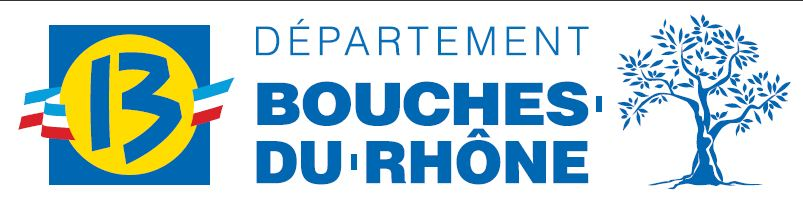 13
DÉPARTEMENT
BOUCHES-
DU-RHÔNE